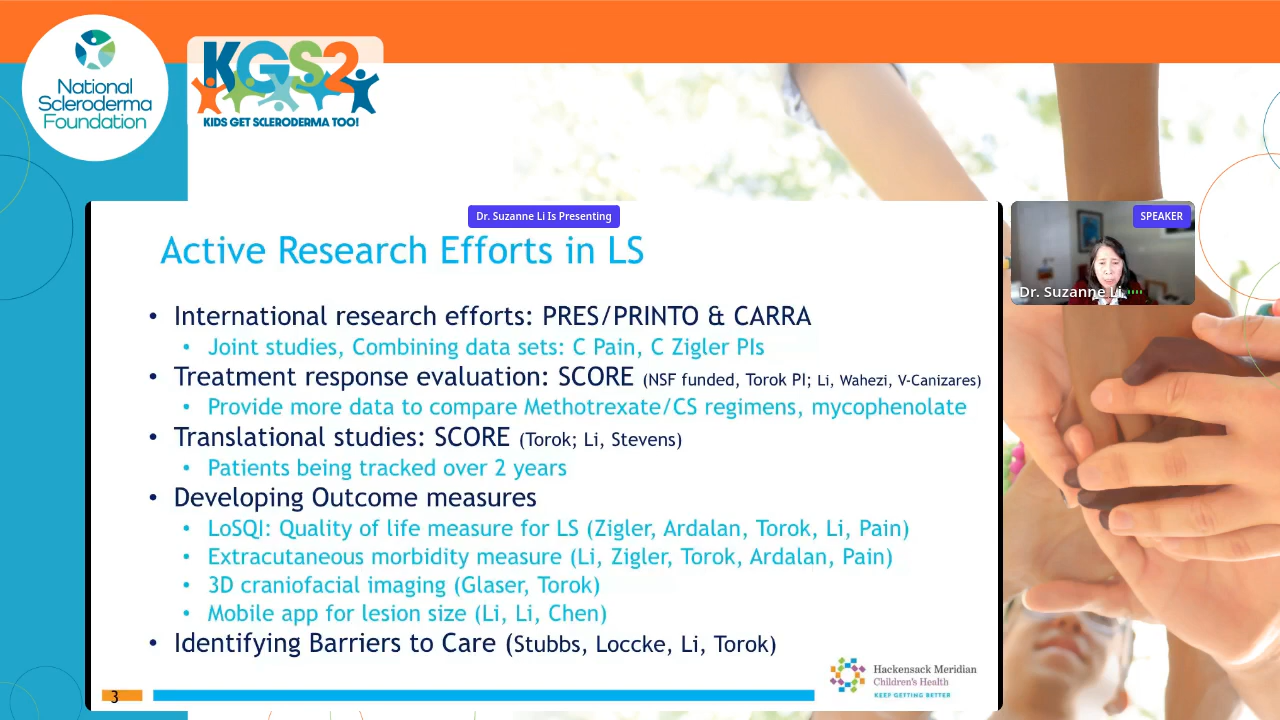 National
Scleroderma
Foundation
KGS2
KIDS GET SCLERODERMA TOO!
Dr. Suzanne Li Is Presenting
SPEAKER
Dr. Suzanne Li
Active Research Efforts in LS
• International research efforts: PRES/PRINTO & CARRA
• Joint studies, Combining data sets: C Pain, C Zigler PIs
• Treatment response evaluation: SCORE (NSF funded, Torok PI; Li, Wahezi, V-Canizares)
• Provide more data to compare Methotrexate/CS regimens, mycophenolate
• Translational studies: SCORE (Torok; Li, Stevens)
• Patients being tracked over 2 years
• Developing Outcome measures
• LoSQI: Quality of life measure for LS (Zigler, Ardalan, Torok, Li, Pain)
• Extracutaneous morbidity measure (Li, Zigler, Torok, Ardalan, Pain)
• 3D craniofacial imaging (Glaser, Torok)
• Mobile app for lesion size (Li, Li, Chen)
• Identifying Barriers to Care (Stubbs, Loccke, Li, Torok)
Hackensack Meridian
Children's Health
KEEP GETTING BETTER
3